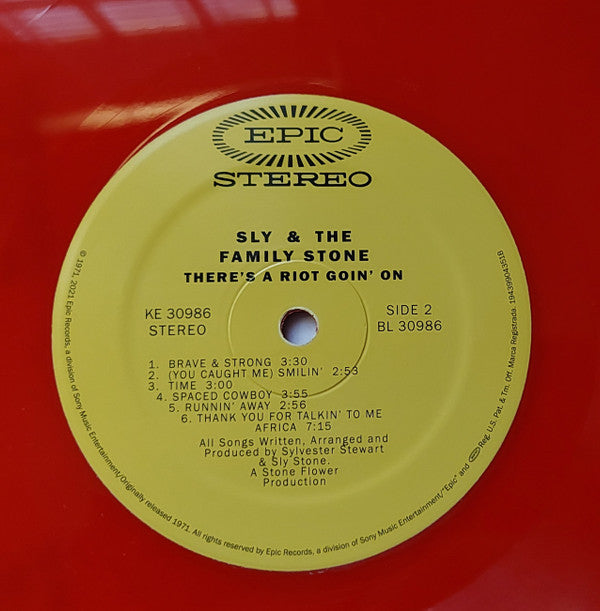 EPIC
STEREO
SLY & THE
FAMILY STONE
THERE'S A RIOT GOIN' ON
KE 30986
STEREO
SIDE 2
BL 30986
1. BRAVE & STRONG 3:30
2. (YOU CAUGHT ME) SMILIN' 2:53
3. TIME 3:00
4. SPACED COWBOY 3:55
5. RUNNIN' AWAY 2:56
6. THANK YOU FOR TALKIN' TO ME
AFRICA 7:15
All Songs Written, Arranged and
Produced by Sylvester Stewart
& Sly Stone.
A Stone Flower
Production
℗ 1971, 2021 Epic Records, a division of Sony Music Entertainment/Originally released 1971. All rights reserved by Epic Records, a division of Sony Music Entertainment/"Epic" and EPIC Reg. U.S. Pat. & Tm. Off. Marca Registrada. 19439904351B